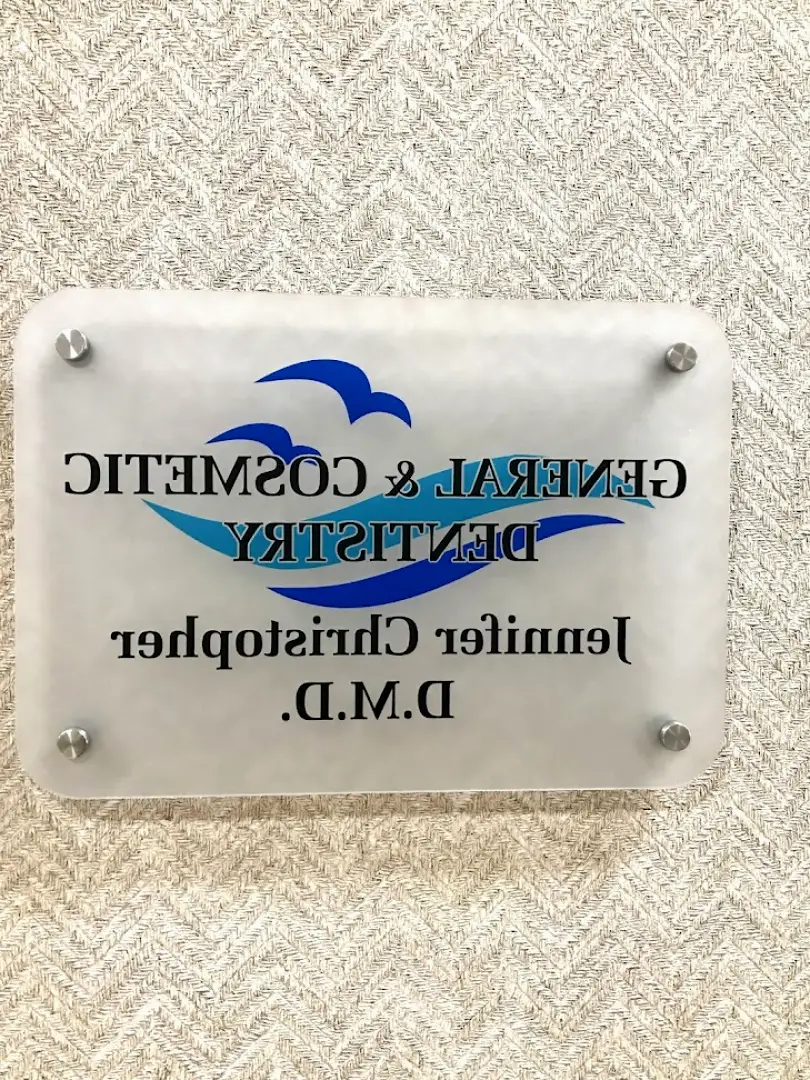 GENERAL & COSMETIC
DENTISTRY
Jennifer Christopher
D.M.D.